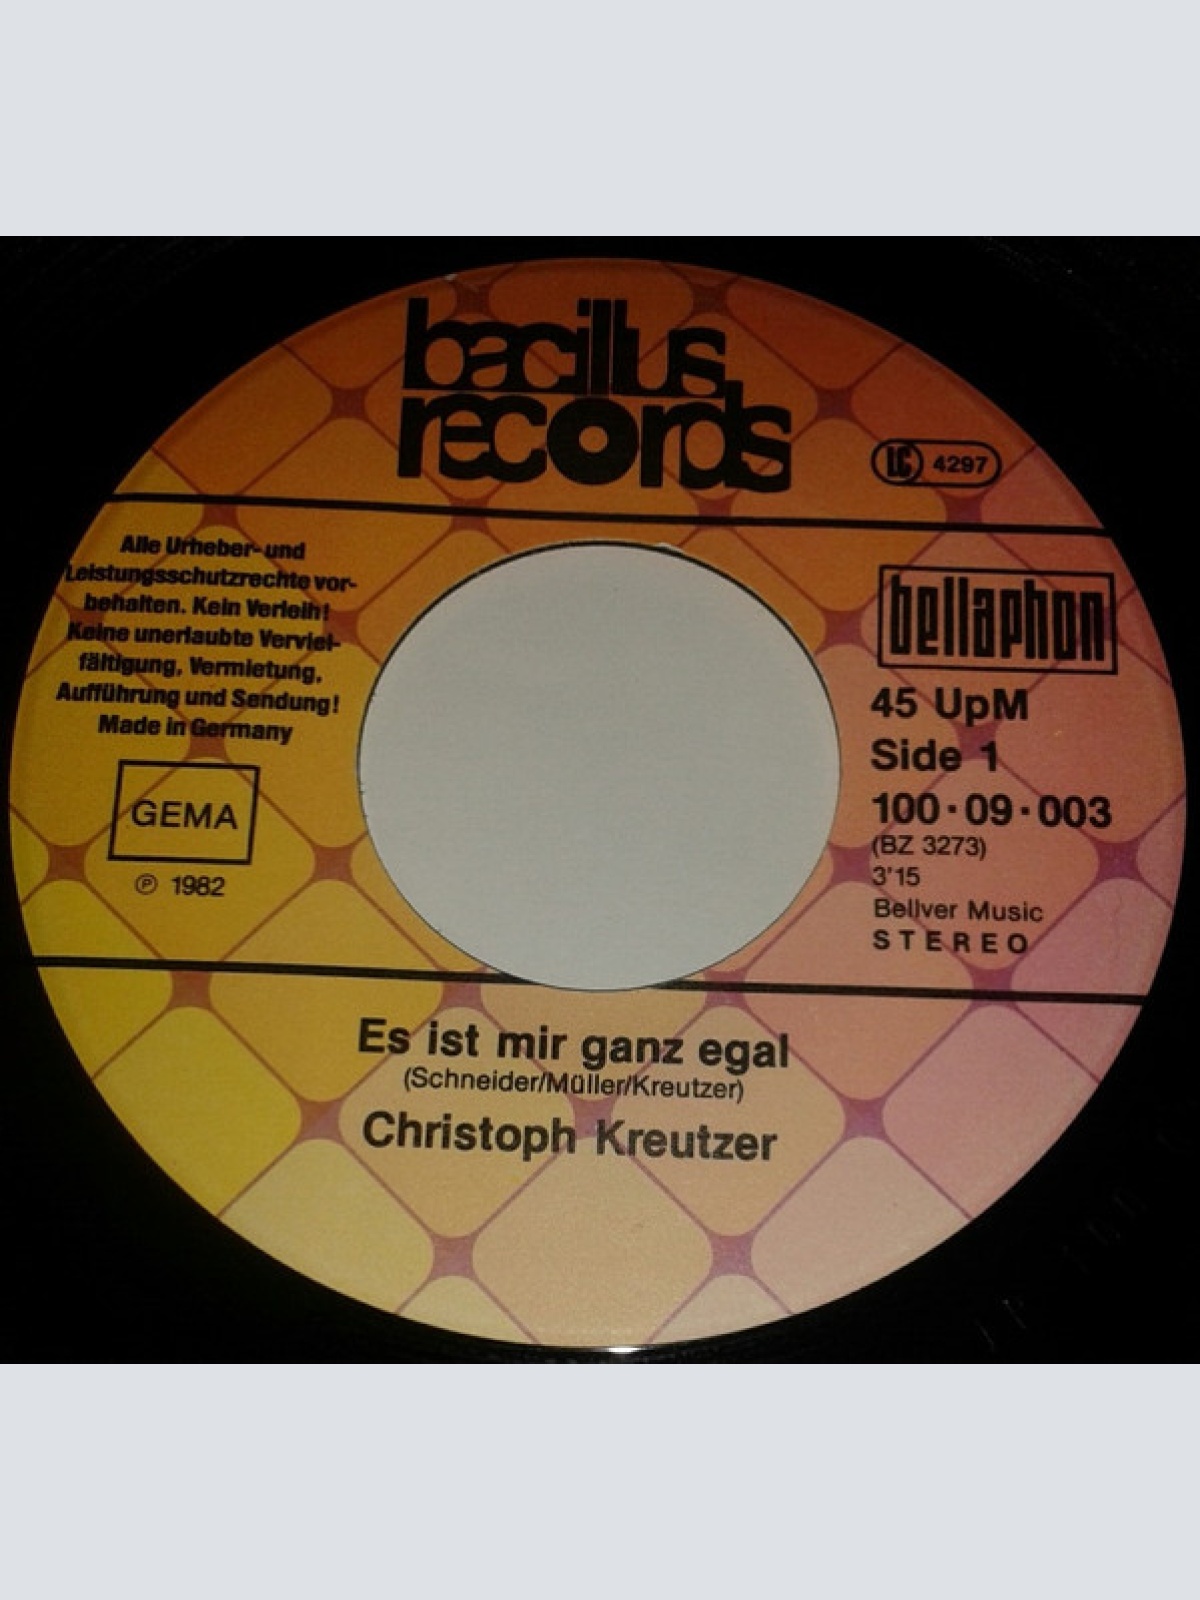 bacillus
records
LC 4297
Alle Urheber- und
Leistungsschutzrechte vor-
behalten. Kein Verleih!
Keine unerlaubte Verviel-
fältigung, Vermietung,
Aufführung und Sendung!
Made in Germany
GEMA
℗ 1982
bellaphon
45 UpM
Side 1
100·09·003
(BZ 3273)
3'15
Bellver Music
STEREO
Es ist mir ganz egal
(Schneider/Müller/Kreutzer)
Christoph Kreutzer